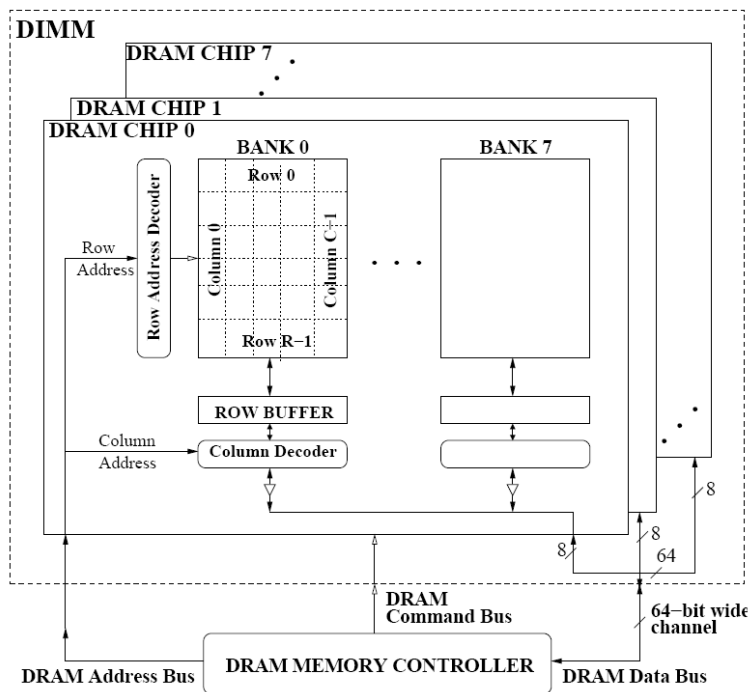 DIMM
DRAM CHIP 7
DRAM CHIP 1
DRAM CHIP 0
BANK 0
BANK 7
Row 0
Row Address Decoder
Column 0
Column C−1
Row
Address
Row R−1
ROW BUFFER
Column
Address
Column Decoder
8
8
8
64
DRAM
Command Bus
64−bit wide
channel
DRAM Address Bus
DRAM MEMORY CONTROLLER
DRAM Data Bus